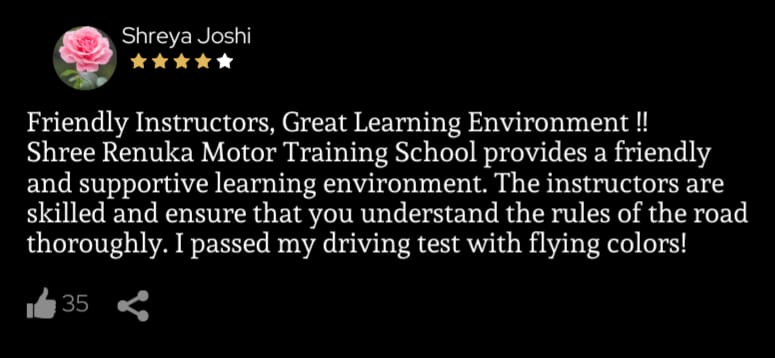 Shreya Joshi
Friendly Instructors, Great Learning Environment !!
Shree Renuka Motor Training School provides a friendly
and supportive learning environment. The instructors are
skilled and ensure that you understand the rules of the road
thoroughly. I passed my driving test with flying colors!
35